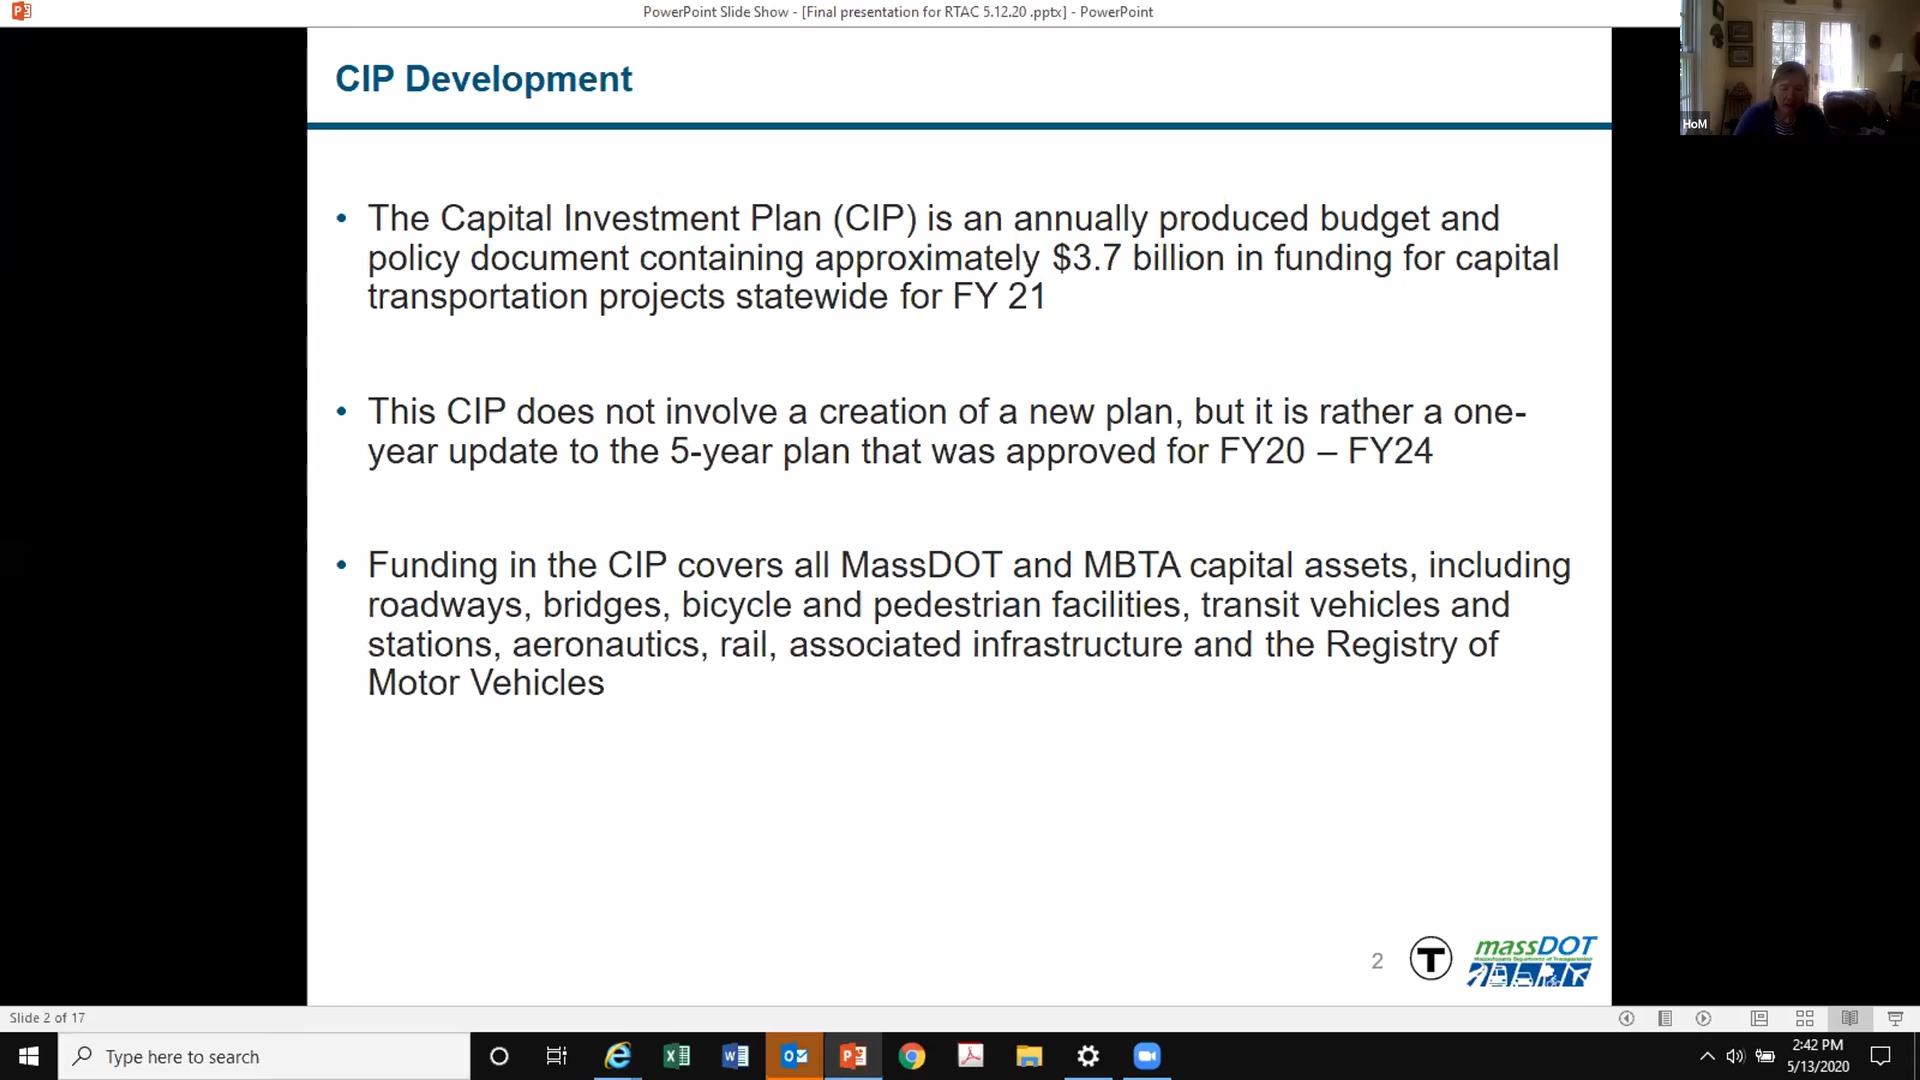 PowerPoint Slide Show - [Final presentation for RTAC 5.12.20 .pptx] - PowerPoint
HoM
CIP Development
• The Capital Investment Plan (CIP) is an annually produced budget and
policy document containing approximately $3.7 billion in funding for capital
transportation projects statewide for FY 21
• This CIP does not involve a creation of a new plan, but it is rather a one-
year update to the 5-year plan that was approved for FY20 – FY24
• Funding in the CIP covers all MassDOT and MBTA capital assets, including
roadways, bridges, bicycle and pedestrian facilities, transit vehicles and
stations, aeronautics, rail, associated infrastructure and the Registry of
Motor Vehicles
2
T
massDOT
Massachusetts Department of Transportation
Slide 2 of 17
Type here to search
2:42 PM
5/13/2020